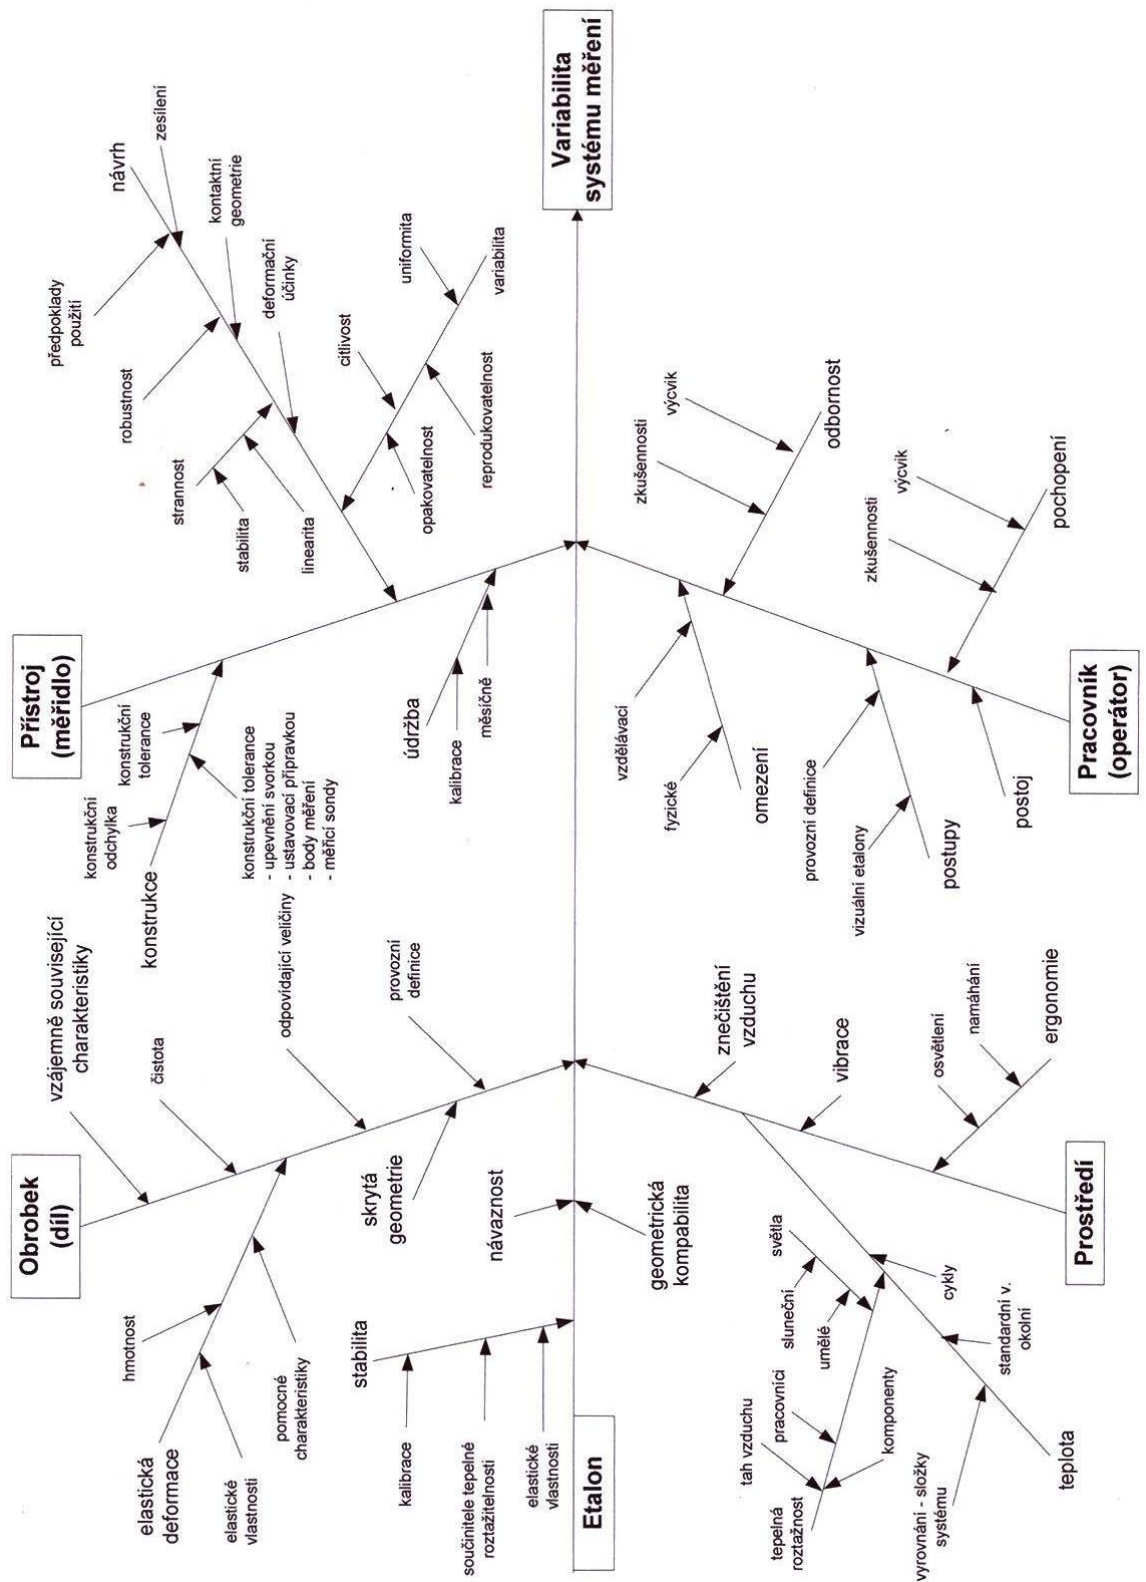 Obrobek
(díl)
vzájemně související
charakteristiky
čistota
odpovídající veličiny
provozní
definice
elastická
deformace
hmotnost
elastické
vlastnosti
pomocné
charakteristiky
skrytá
geometrie
Přístroj
(měřidlo)
konstrukce
konstrukční
odchylka
konstrukční
tolerance
konstrukční tolerance
- upevnění svorkou
- ustavovací přípravkou
- body měření
- měřicí sondy
údržba
kalibrace
měsíčně
návrh
zesílení
předpoklady
použití
robustnost
kontaktní
geometrie
deformační
účinky
strannost
stabilita
linearita
citlivost
uniformita
opakovatelnost
reprodukovatelnost
variabilita
Etalon
stabilita
kalibrace
součinitele tepelné
roztažitelnosti
elastické
vlastnosti
návaznost
geometrická
kompabilita
Variabilita
systému měření
Prostředí
znečištění
vzduchu
vibrace
osvětlení
namáhání
ergonomie
světla
sluneční
umělé
pracovníci
tah vzduchu
tepelná
roztažnost
komponenty
cykly
standardní v.
okolní
vyrovnáni - složky
systému
teplota
Pracovník
(operátor)
vzdělávací
fyzické
omezení
zkušennosti
výcvik
odbornost
provozní definice
vizuální etalony
postupy
postoj
zkušennosti
výcvik
pochopení